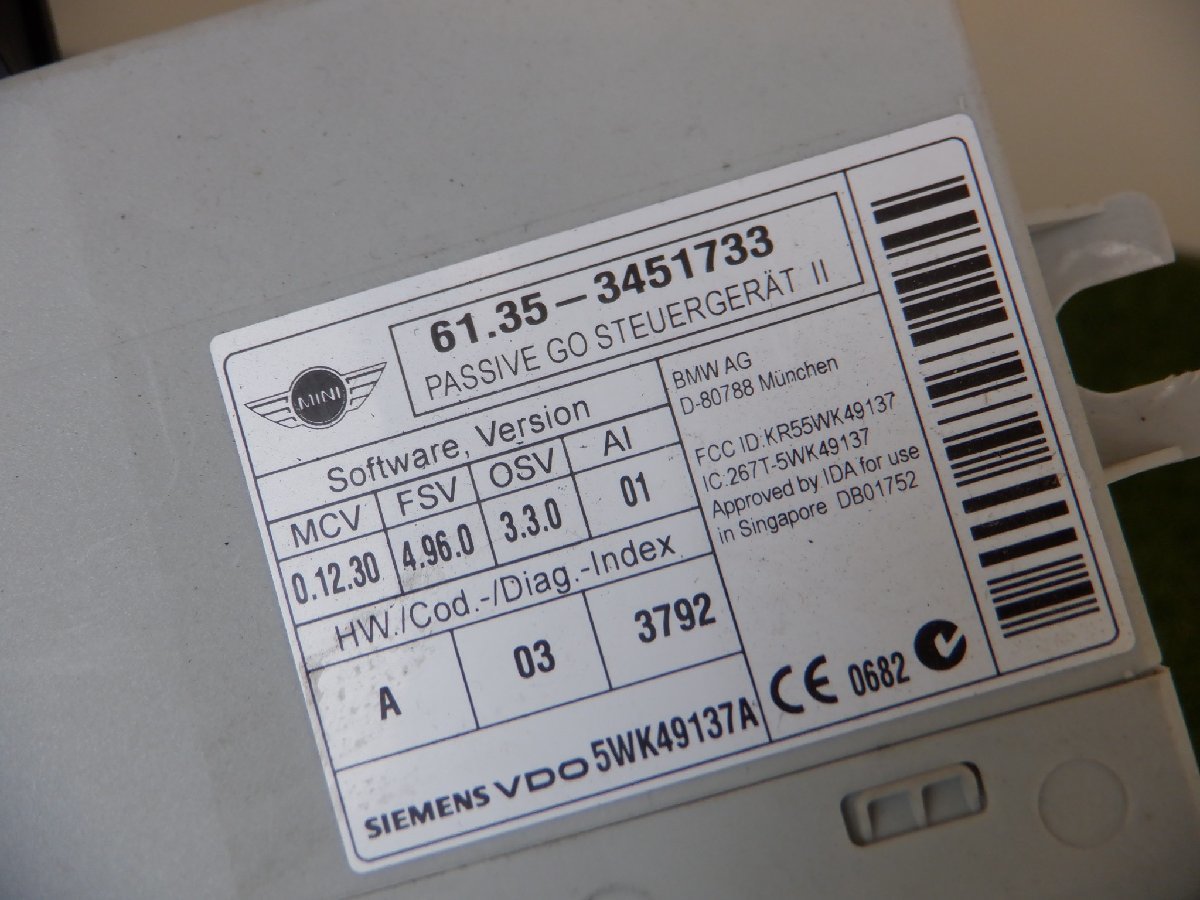 MINI
61.35-3451733
PASSIVE GO STEUERGERÄT II
Software, Version
MCV FSV OSV AI
0.12.30 4.96.0 3.3.0 01
HW./Cod.-/Diag.-Index
A 03 3792
SIEMENS VDO 5WK49137A
BMW AG
D-80788 München
FCC ID:KR55WK49137
IC:267T-5WK49137
Approved by IDA for use
in Singapore DB01752
CE 0682